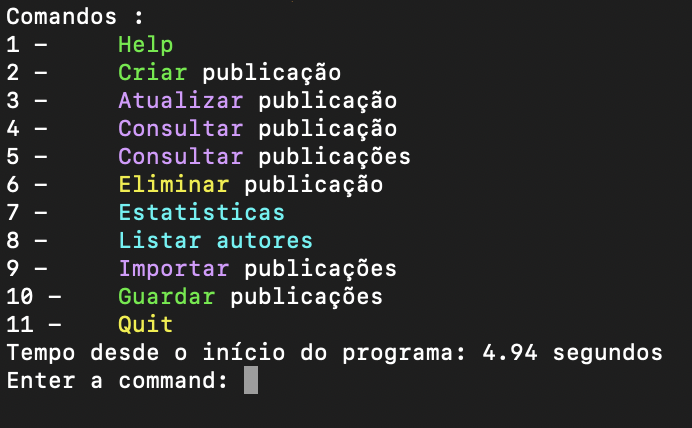 Comandos :
1 – Help
2 – Criar publicação
3 – Atualizar publicação
4 – Consultar publicação
5 – Consultar publicações
6 – Eliminar publicação
7 – Estatisticas
8 – Listar autores
9 – Importar publicações
10 – Guardar publicações
11 – Quit
Tempo desde o início do programa: 4.94 segundos
Enter a command: